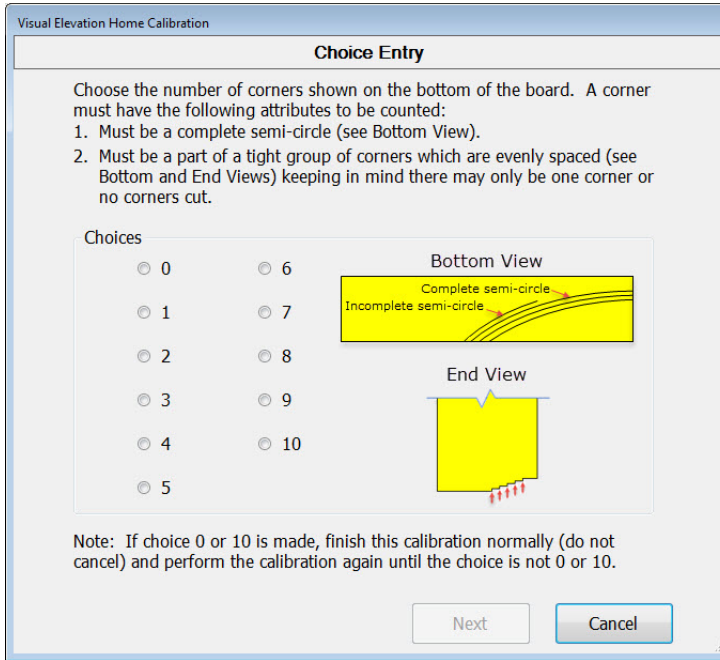 Visual Elevation Home Calibration
Choice Entry
Choose the number of corners shown on the bottom of the board. A corner
must have the following attributes to be counted:
1. Must be a complete semi-circle (see Bottom View).
2. Must be a part of a tight group of corners which are evenly spaced (see
Bottom and End Views) keeping in mind there may only be one corner or
no corners cut.
Choices
0
1
2
3
4
5
6
7
8
9
10
Bottom View
Complete semi-circle
Incomplete semi-circle
End View
Note: If choice 0 or 10 is made, finish this calibration normally (do not
cancel) and perform the calibration again until the choice is not 0 or 10.
Next
Cancel